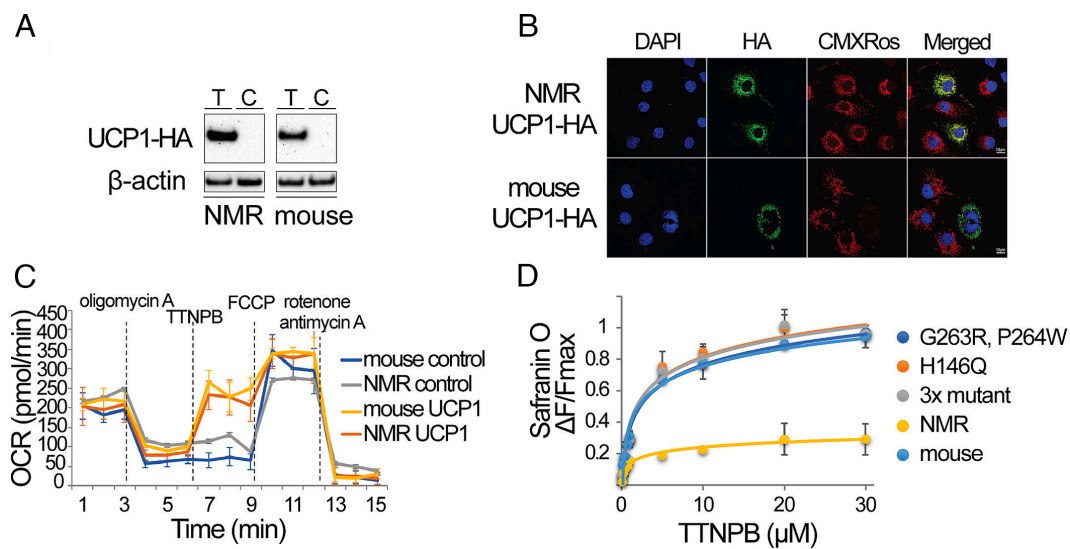 A
T C T C
UCP1-HA
β-actin
NMR mouse
B
DAPI HA CMXRos Merged
NMR
UCP1-HA
10μm
mouse
UCP1-HA
10μm
C
oligomycin A
TTNPB
FCCP
rotenone
antimycin A
OCR (pmol/min)
450
400
350
300
250
200
150
100
50
0
1 3 5 7 9 11 13 15
Time (min)
mouse control
NMR control
mouse UCP1
NMR UCP1
D
Safranin O
ΔF/Fmax
1
0.8
0.6
0.4
0.2
0 10 20 30
TTNPB (μM)
G263R, P264W
H146Q
3x mutant
NMR
mouse